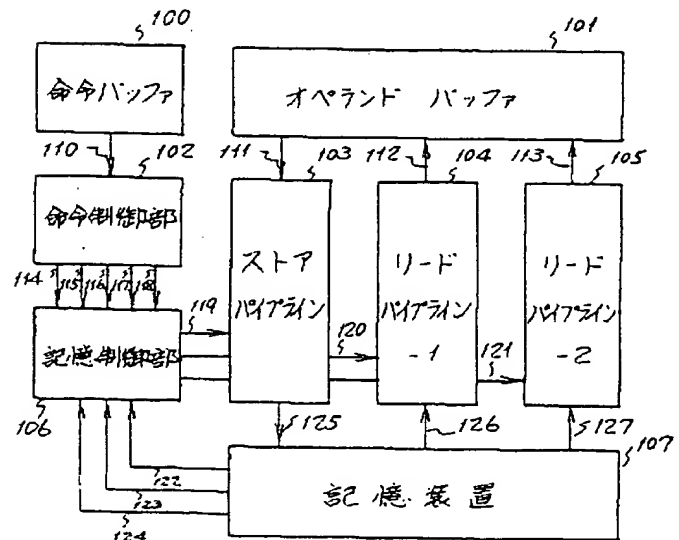 100
101
命令バッファ
オペランド バッファ
110
102
111
103
112
104
113
105
命令制御部
ストア
パイプライン
リード
パイプライン
-1
リード
パイプライン
-2
114
115
116
117
118
119
120
121
記憶制御部
106
125
126
127
107
122
123
124
記憶装置